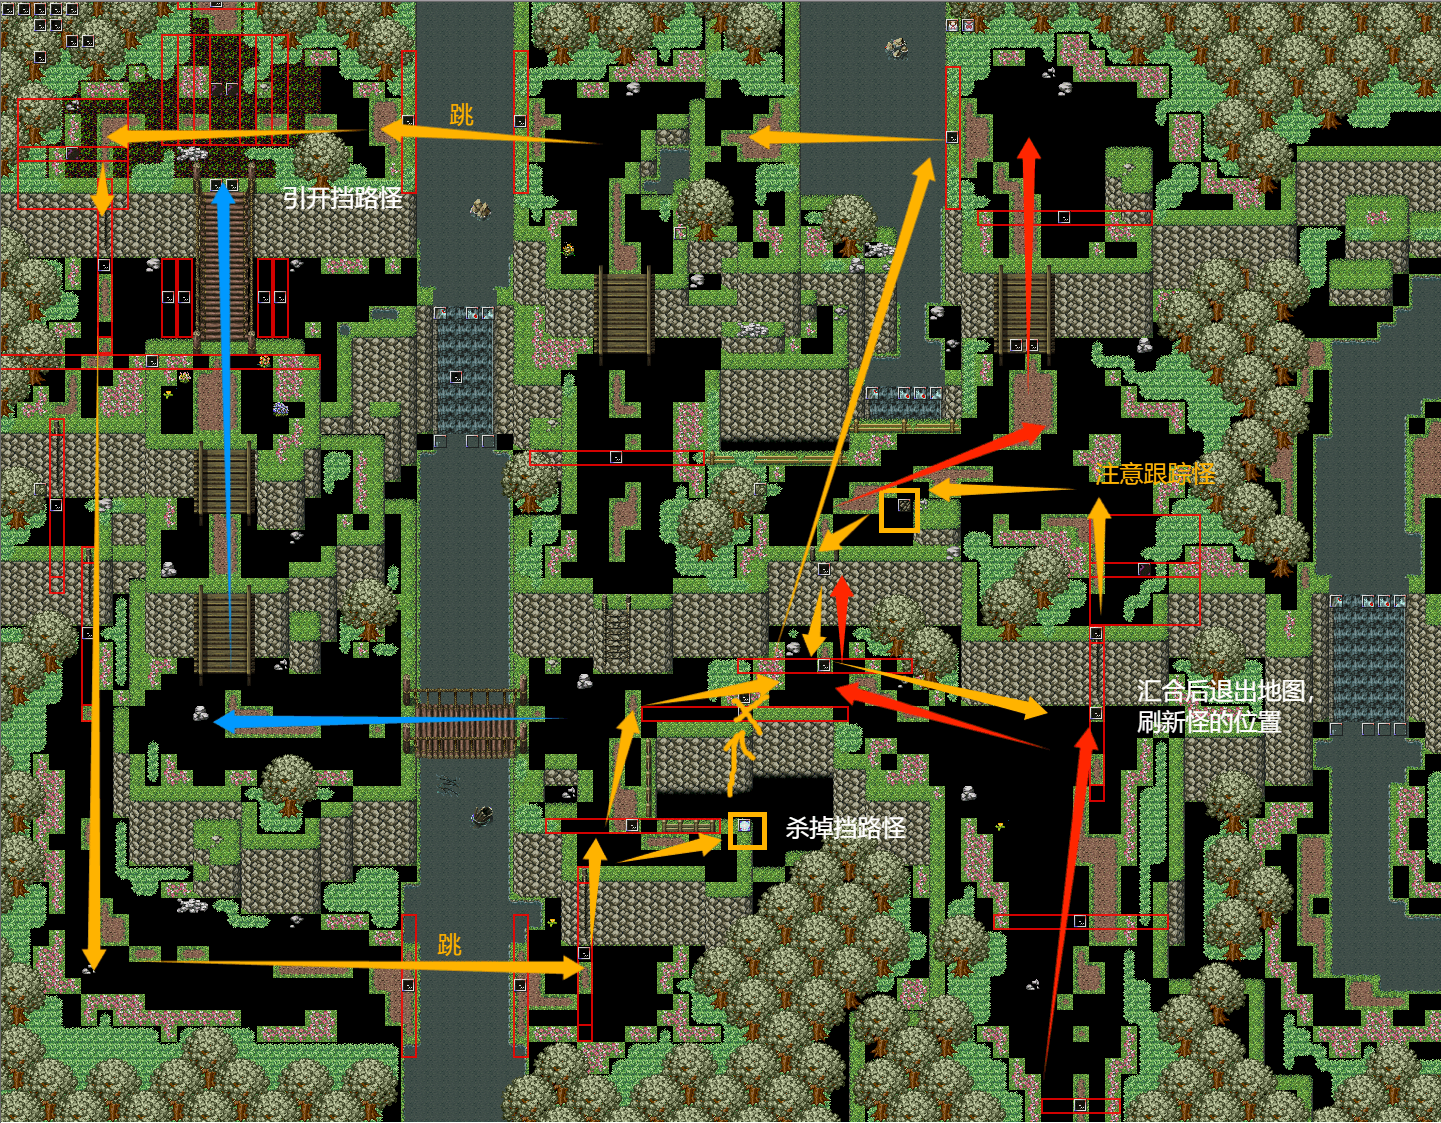 跳
引开挡路怪
注意跟踪怪
汇合后退出地图，
刷新怪的位置
杀掉挡路怪
跳